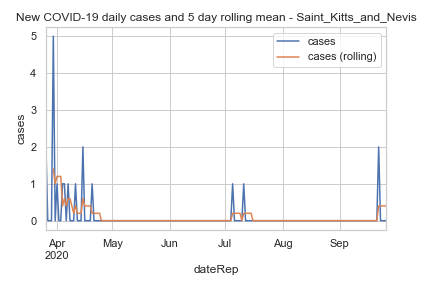 New COVID-19 daily cases and 5 day rolling mean - Saint_Kitts_and_Nevis
cases
cases (rolling)
5
4
3
2
1
0
cases
Apr May Jun Jul Aug Sep
2020
dateRep